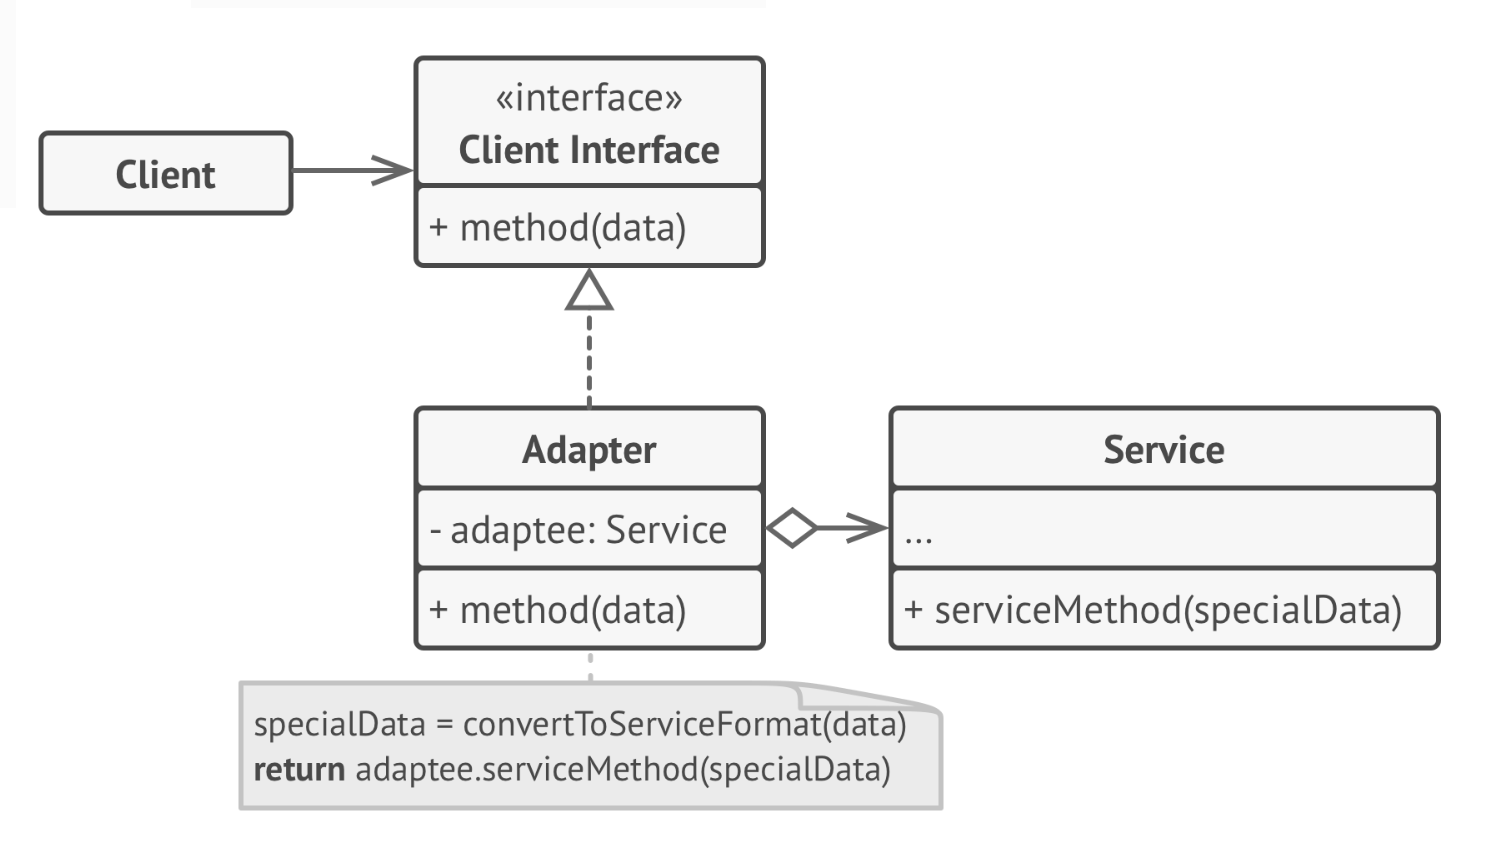 «interface»
Client Interface
Client
+ method(data)
Adapter
- adaptee: Service
+ method(data)
Service
...
+ serviceMethod(specialData)
specialData = convertToServiceFormat(data)
return adaptee.serviceMethod(specialData)